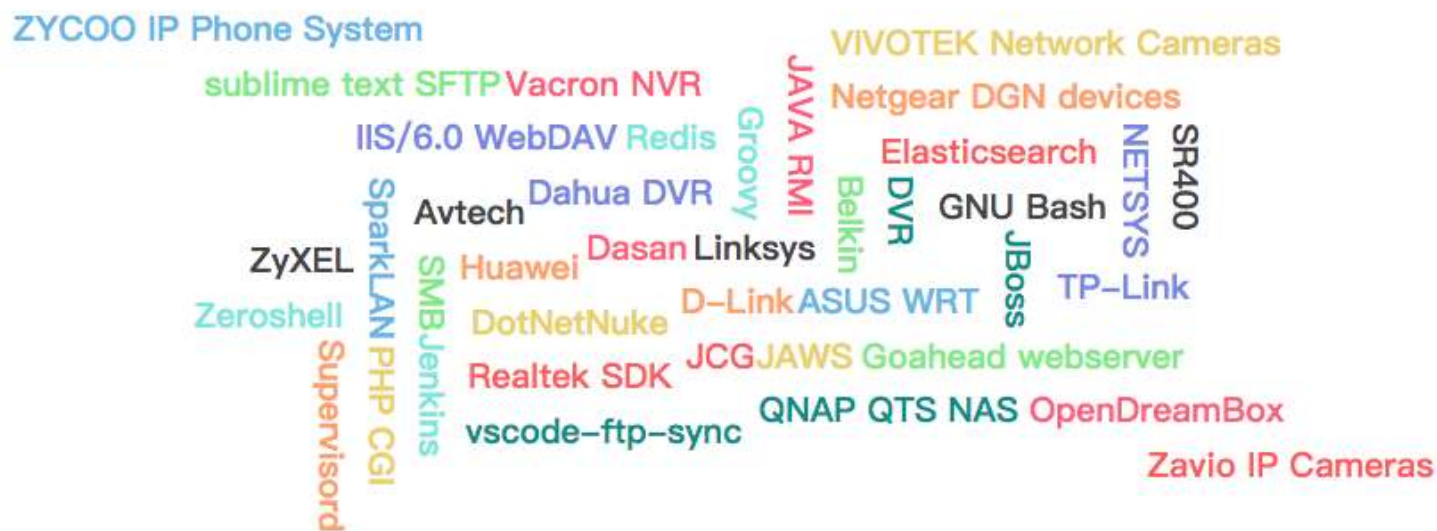 ZYCOO IP Phone System
VIVOTEK Network Cameras
sublime text SFTP
Vacron NVR
JAVA RMI
Netgear DGN devices
IIS/6.0 WebDAV
Redis
Groovy
Elasticsearch
NETSYS
SR400
SparkLAN
Avtech
Dahua DVR
Belkin
DVR
GNU Bash
ZyXEL
SMB
Huawei
Dasan
Linksys
JBoss
TP-Link
Zeroshell
DotNetNuke
D-Link
ASUS WRT
Supervisord
PHP CGI
Jenkins
Realtek SDK
JCG
JAWS
Goahead webserver
vscode-ftp-sync
QNAP QTS NAS
OpenDreamBox
Zavio IP Cameras